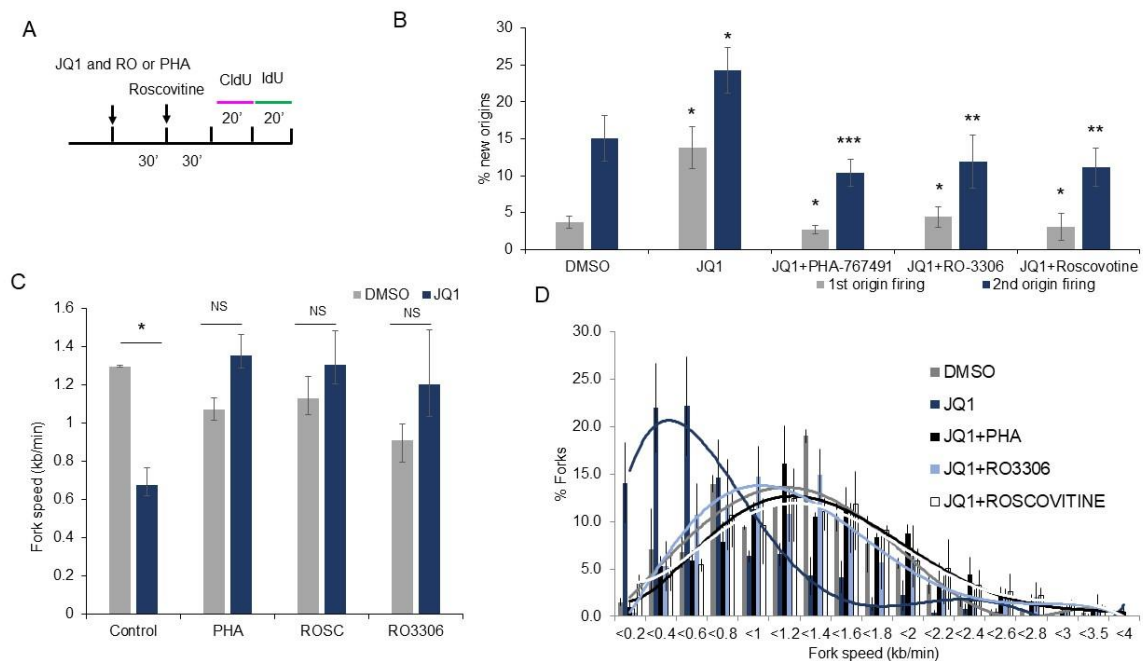 A
JQ1 and RO or PHA
Roscovitine
CldU
IdU
20’
20’
30’
30’
B
% new origins
30
25
20
15
10
5
0
*
*
*
***
*
**
*
**
DMSO
JQ1
JQ1+PHA-767491
JQ1+RO-3306
JQ1+Roscovotine
1st origin firing
2nd origin firing
C
DMSO
JQ1
Fork speed (kb/min)
1.6
1.4
1.2
1
0.8
0.6
0.4
0.2
0
*
NS
NS
NS
Control
PHA
ROSC
RO3306
D
% Forks
30.0
25.0
20.0
15.0
10.0
5.0
0.0
DMSO
JQ1
JQ1+PHA
JQ1+RO3306
JQ1+ROSCOVITINE
<0.2
<0.4
<0.6
<0.8
<1
<1.2
<1.4
<1.6
<1.8
<2
<2.2
<2.4
<2.6
<2.8
<3
<3.5
<4
Fork speed (kb/min)